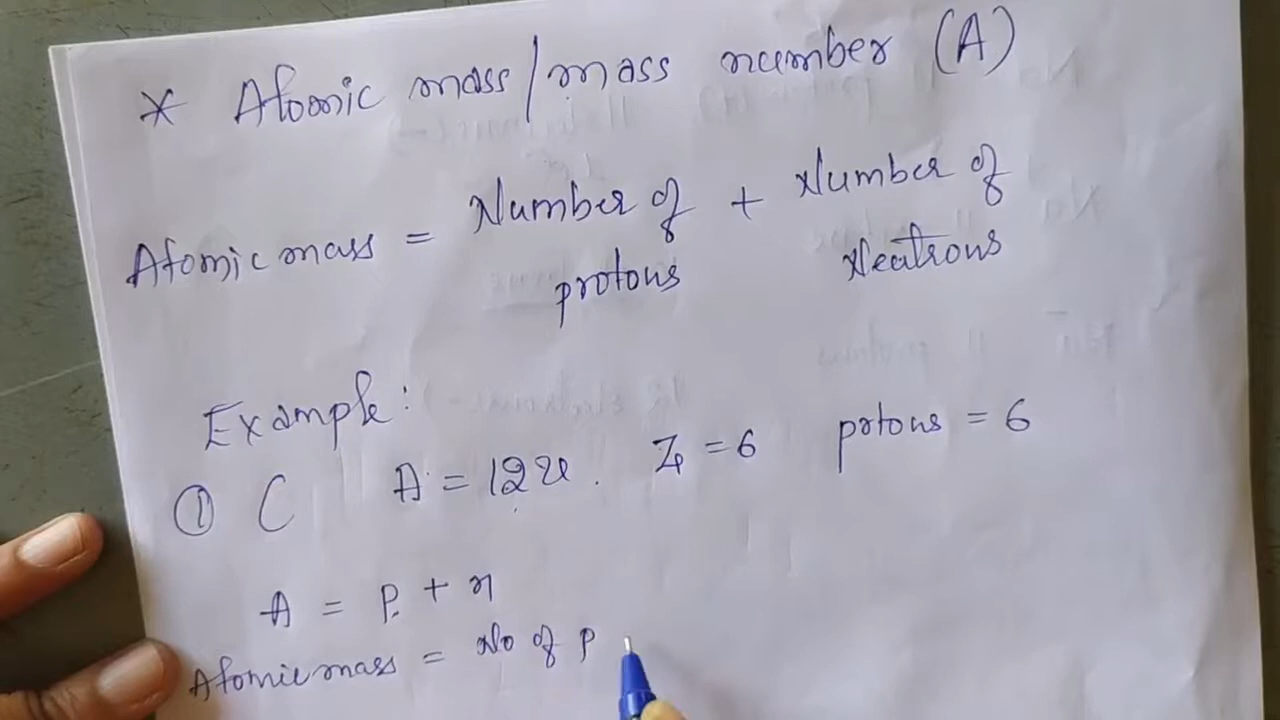 * Atomic mass/mass number (A)
Atomic mass = Number of protons + Number of Neutrons
Example:
① C A = 12u. Z = 6 protons = 6
A = P + n
Atomic mass = No of P